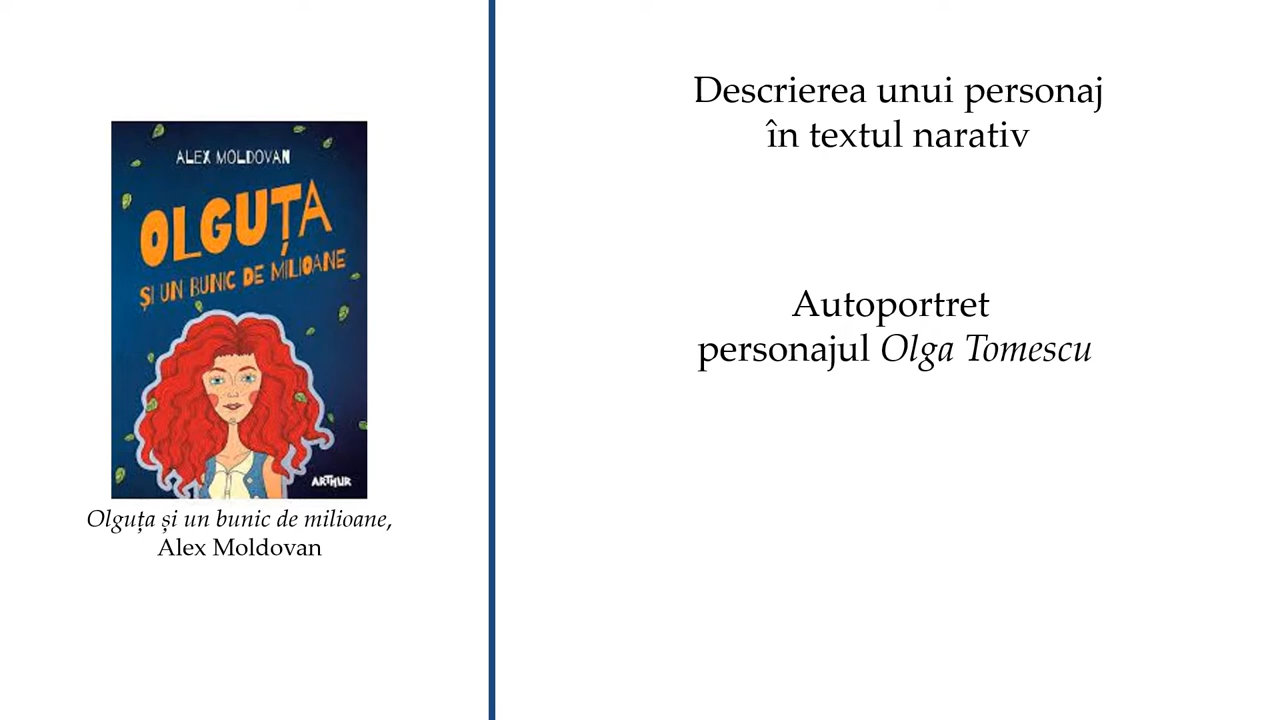 ALEX MOLDOVAN
OLGUȚA
ȘI UN BUNIC DE MILIOANE
ARTHUR
Olguța și un bunic de milioane,
Alex Moldovan
Descrierea unui personaj
în textul narativ
Autoportret
personajul Olga Tomescu